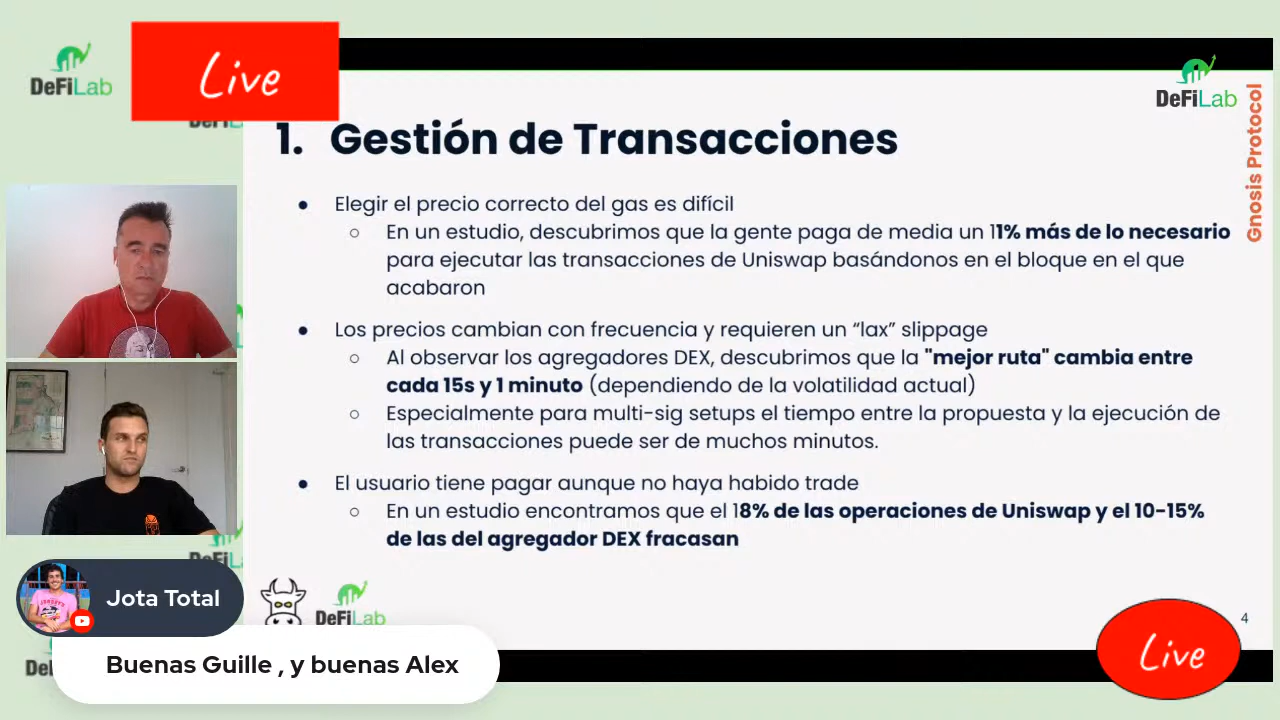 DeFiLab
Live
DeFiLab
DeFiLab
Gnosis Protocol
1. Gestión de Transacciones
● Elegir el precio correcto del gas es difícil
○ En un estudio, descubrimos que la gente paga de media un 11% más de lo necesario
para ejecutar las transacciones de Uniswap basándonos en el bloque en el que
acabaron
● Los precios cambian con frecuencia y requieren un “lax” slippage
○ Al observar los agregadores DEX, descubrimos que la "mejor ruta" cambia entre
cada 15s y 1 minuto (dependiendo de la volatilidad actual)
○ Especialmente para multi-sig setups el tiempo entre la propuesta y la ejecución de
las transacciones puede ser de muchos minutos.
● El usuario tiene pagar aunque no haya habido trade
○ En un estudio encontramos que el 18% de las operaciones de Uniswap y el 10-15%
de las del agregador DEX fracasan
DeFiL
Jota Total
DeFiLab
4
Buenas Guille , y buenas Alex
Live